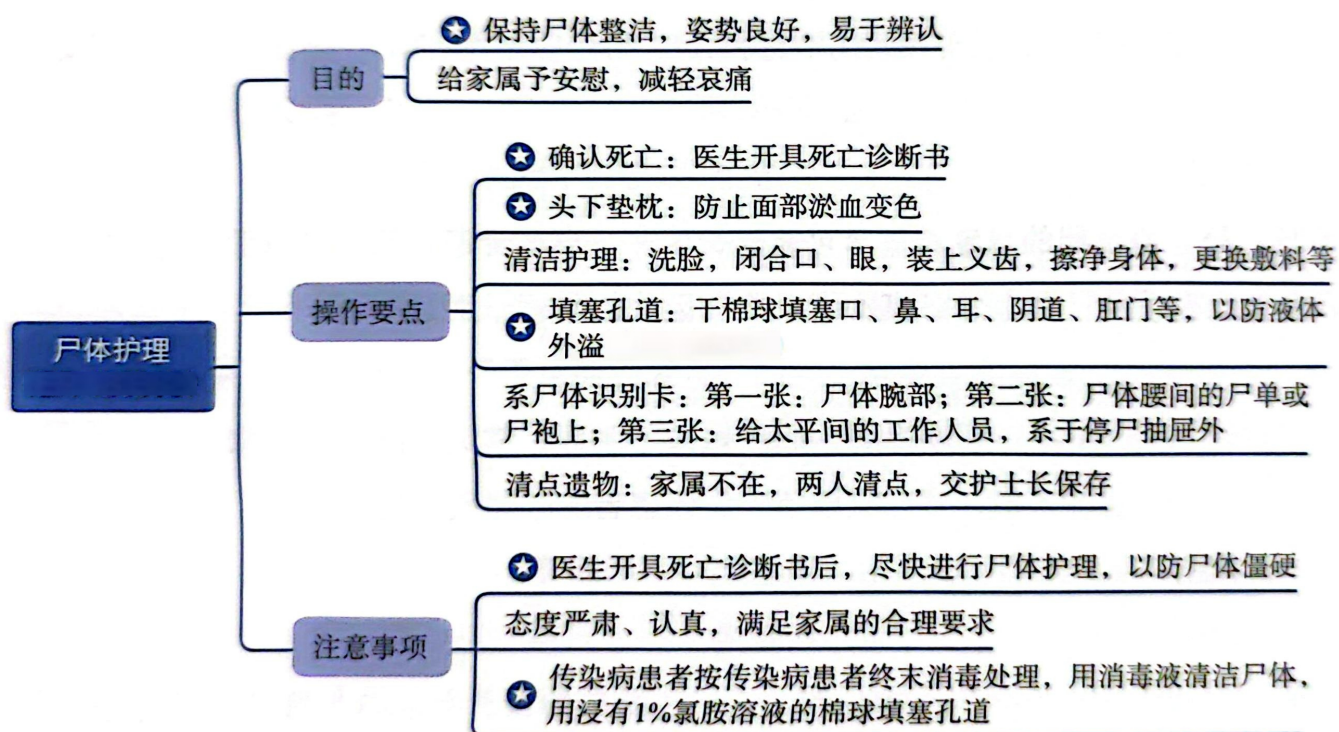 保持尸体整洁，姿势良好，易于辨认
目的
给家属予安慰，减轻哀痛
确认死亡：医生开具死亡诊断书
头下垫枕：防止面部淤血变色
清洁护理：洗脸，闭合口、眼，装上义齿，擦净身体，更换敷料等
操作要点
填塞孔道：干棉球填塞口、鼻、耳、阴道、肛门等，以防液体
外溢
尸体护理
系尸体识别卡：第一张：尸体腕部；第二张：尸体腰间的尸单或
尸袍上；第三张：给太平间的工作人员，系于停尸抽屉外
清点遗物：家属不在，两人清点，交护士长保存
医生开具死亡诊断书后，尽快进行尸体护理，以防尸体僵硬
态度严肃、认真，满足家属的合理要求
注意事项
传染病患者按传染病患者终末消毒处理，用消毒液清洁尸体，
用浸有1%氯胺溶液的棉球填塞孔道